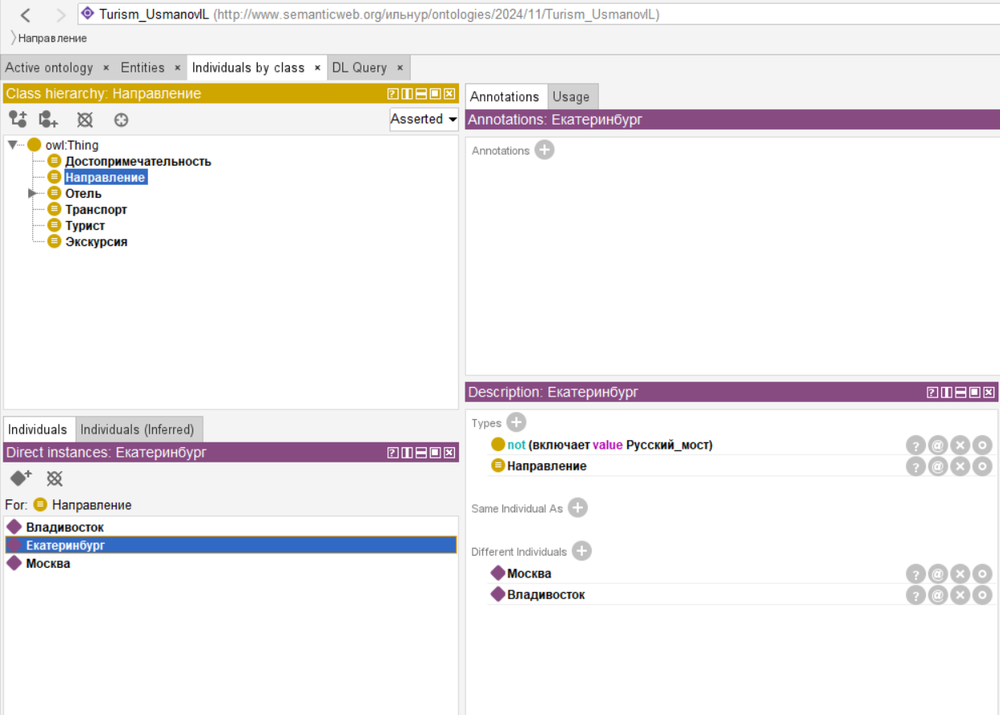 Turism_UsmanovIL (http://www.semanticweb.org/ильнур/ontologies/2024/11/Turism_UsmanovIL)
Направление
Active ontology × Entities × Individuals by class × DL Query ×
Class hierarchy: Направление
Asserted
owl:Thing
Достопримечательность
Направление
Отель
Транспорт
Турист
Экскурсия
Individuals Individuals (Inferred)
Direct instances: Екатеринбург
For: Направление
Владивосток
Екатеринбург
Москва
Annotations Usage
Annotations: Екатеринбург
Annotations
Description: Екатеринбург
Types
not (включает value Русский_мост)
Направление
Same Individual As
Different Individuals
Москва
Владивосток